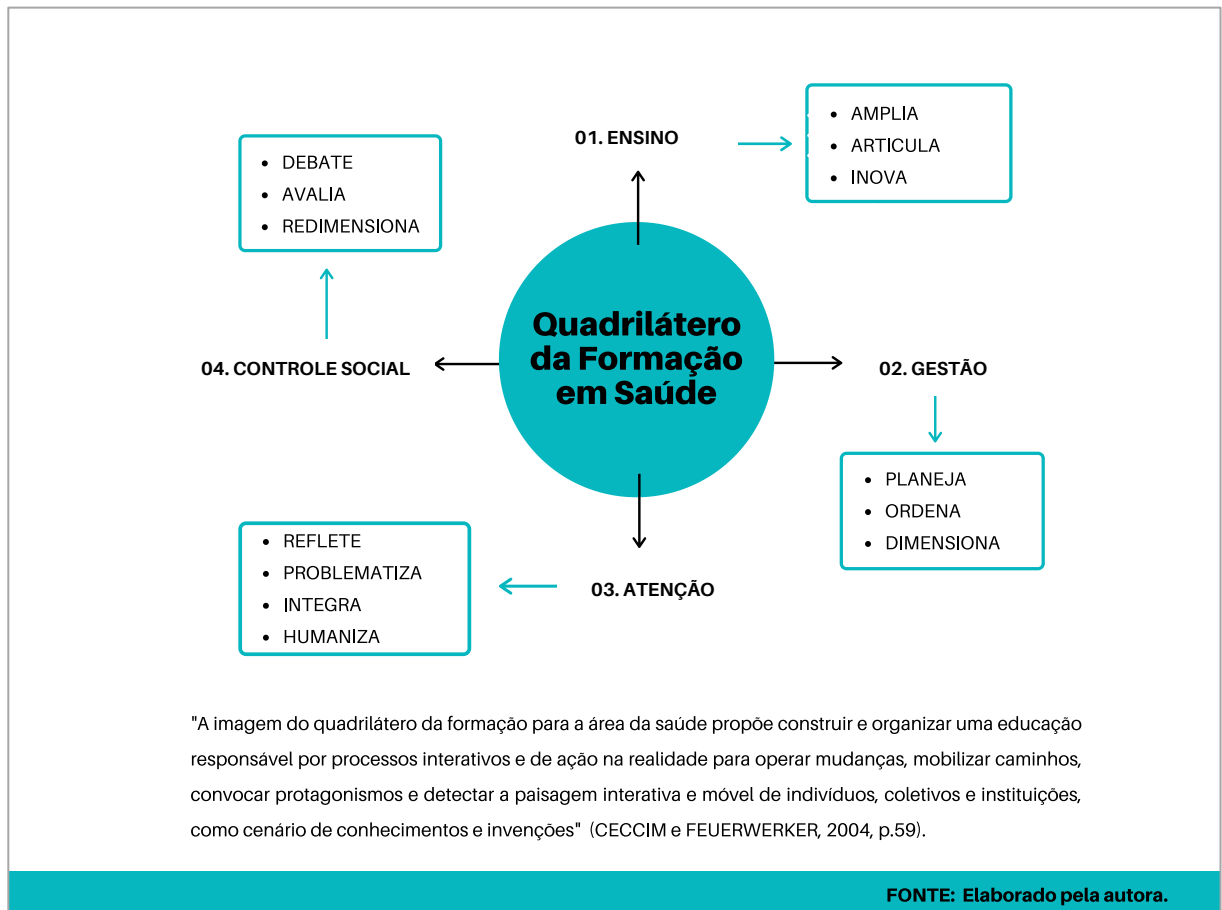 01. ENSINO
• AMPLIA
• ARTICULA
• INOVA
• DEBATE
• AVALIA
• REDIMENSIONA
Quadrilátero
da Formação
em Saúde
04. CONTROLE SOCIAL
02. GESTÃO
• PLANEJA
• ORDENA
• DIMENSIONA
• REFLETE
• PROBLEMATIZA
• INTEGRA
• HUMANIZA
03. ATENÇÃO
"A imagem do quadrilátero da formação para a área da saúde propõe construir e organizar uma educação
responsável por processos interativos e de ação na realidade para operar mudanças, mobilizar caminhos,
convocar protagonismos e detectar a paisagem interativa e móvel de indivíduos, coletivos e instituições,
como cenário de conhecimentos e invenções" (CECCIM e FEUERWERKER, 2004, p.59).
FONTE: Elaborado pela autora.